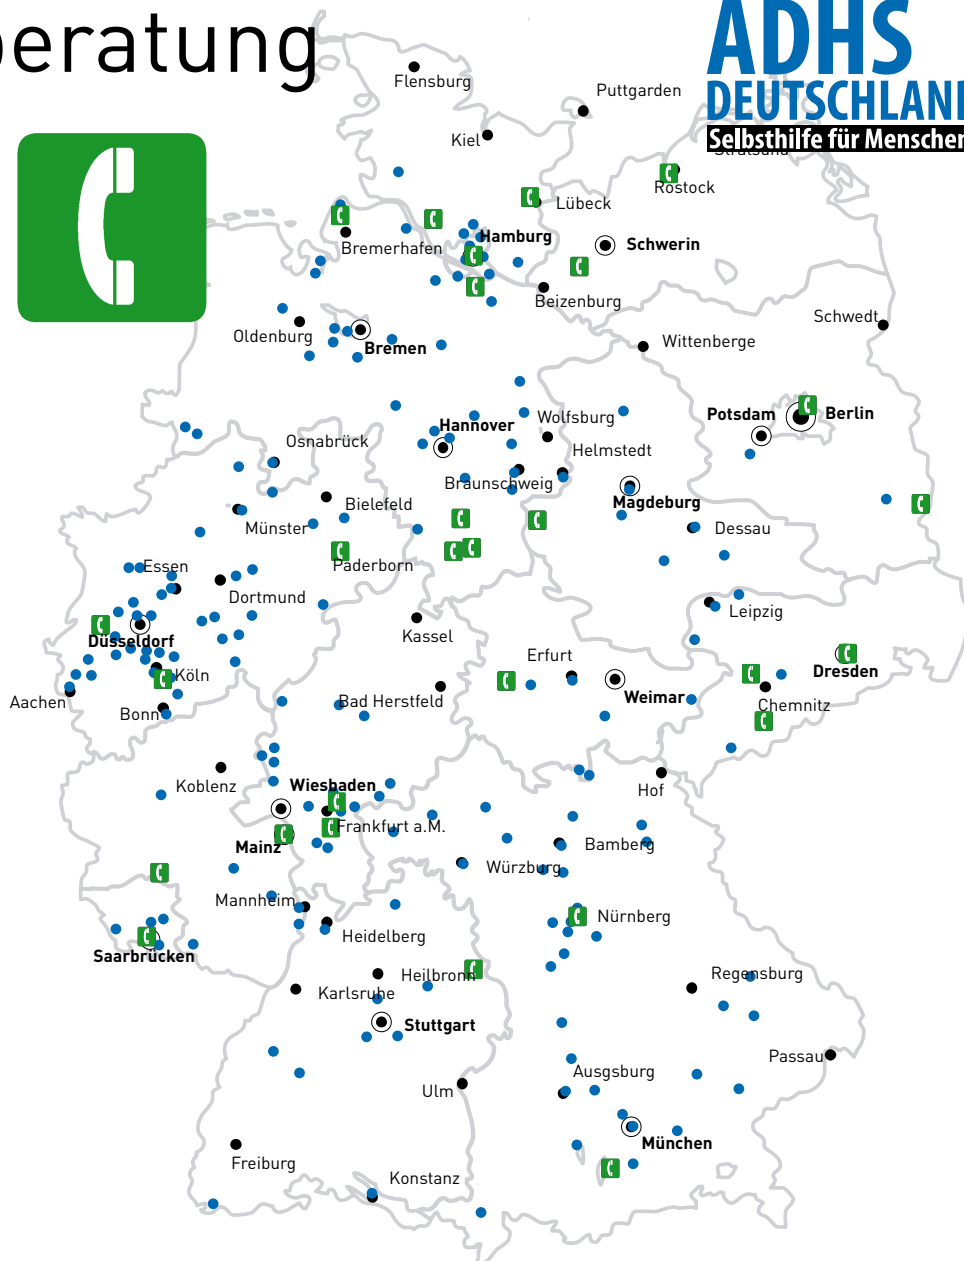 beratung
ADHS
DEUTSCHLAND
Selbsthilfe für Menschen
Flensburg
Puttgarden
Kiel
Stralsund
Rostock
Lübeck
Hamburg
Schwerin
Bremerhafen
Beizenburg
Schwedt
Oldenburg
Bremen
Wittenberge
Potsdam
Berlin
Hannover
Wolfsburg
Osnabrück
Helmstedt
Braunschweig
Magdeburg
Bielefeld
Münster
Dessau
Paderborn
Essen
Dortmund
Leipzig
Düsseldorf
Kassel
Erfurt
Dresden
Köln
Weimar
Aachen
Bad Herstfeld
Chemnitz
Bonn
Koblenz
Wiesbaden
Hof
Frankfurt a.M.
Mainz
Bamberg
Würzburg
Mannheim
Nürnberg
Heidelberg
Saarbrücken
Heilbronn
Regensburg
Karlsruhe
Stuttgart
Passau
Ausgsburg
Ulm
München
Freiburg
Konstanz